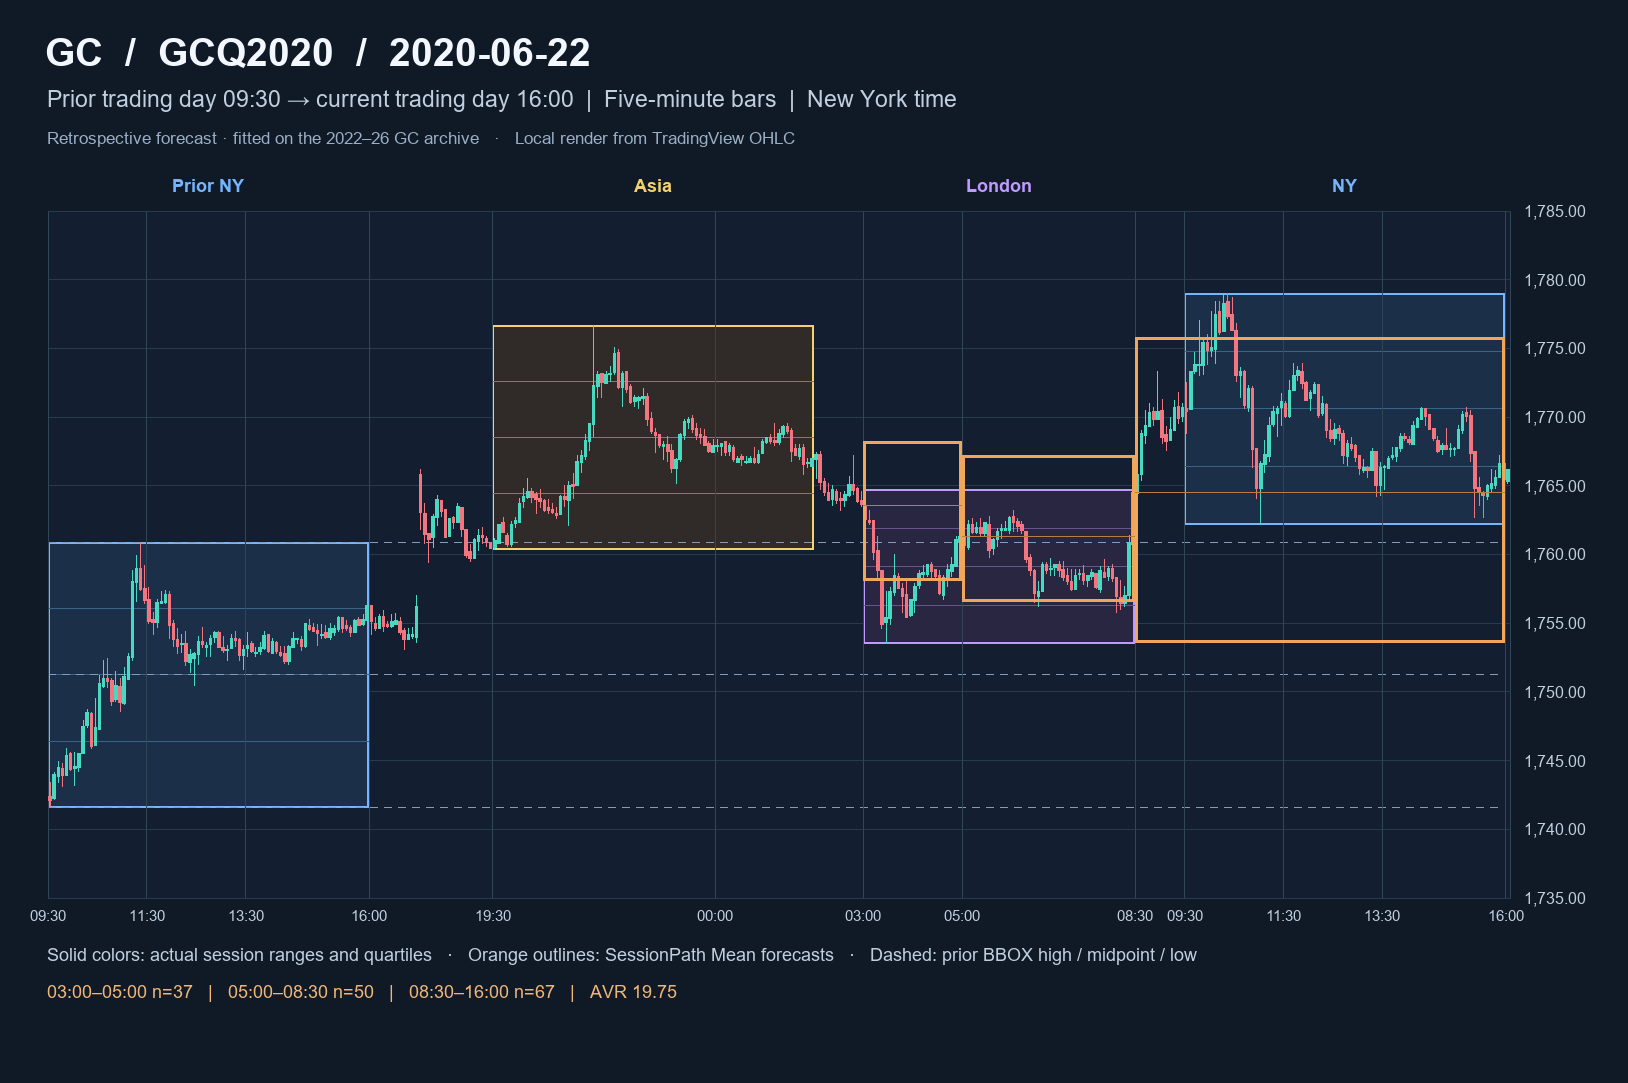 GC / GCQ2020 / 2020-06-22
Prior trading day 09:30 → current trading day 16:00 | Five-minute bars | New York time
Retrospective forecast · fitted on the 2022–26 GC archive · Local render from TradingView OHLC
Prior NY Asia London NY
1,785.00
1,780.00
1,775.00
1,770.00
1,765.00
1,760.00
1,755.00
1,750.00
1,745.00
1,740.00
1,735.00
09:30 11:30 13:30 16:00 19:30 00:00 03:00 05:00 08:30 09:30 11:30 13:30 16:00
Solid colors: actual session ranges and quartiles · Orange outlines: SessionPath Mean forecasts · Dashed: prior BBOX high / midpoint / low
03:00–05:00 n=37 | 05:00–08:30 n=50 | 08:30–16:00 n=67 | AVR 19.75